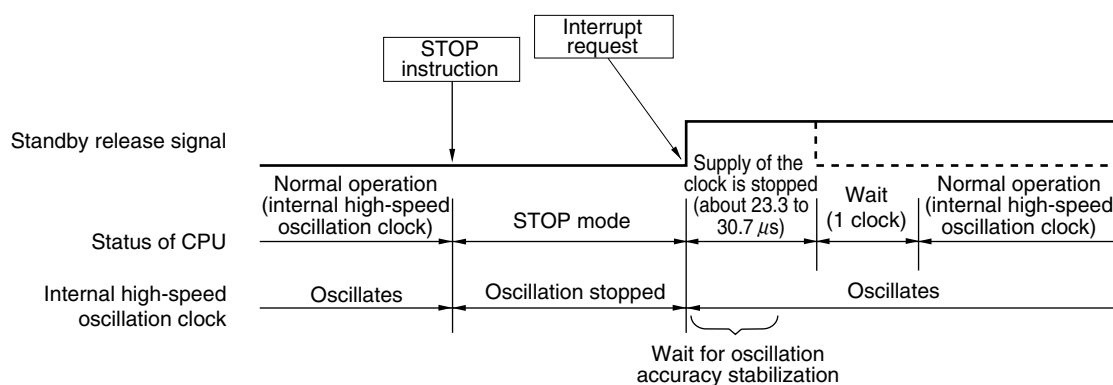 Interrupt
request
STOP
instruction
Standby release signal
Supply of the
clock is stopped
(about 23.3 to
30.7 μs)
Normal operation
(internal high-speed
oscillation clock)
STOP mode
Wait
(1 clock)
Normal operation
(internal high-speed
oscillation clock)
Status of CPU
Internal high-speed
oscillation clock
Oscillates
Oscillation stopped
Oscillates
Wait for oscillation
accuracy stabilization